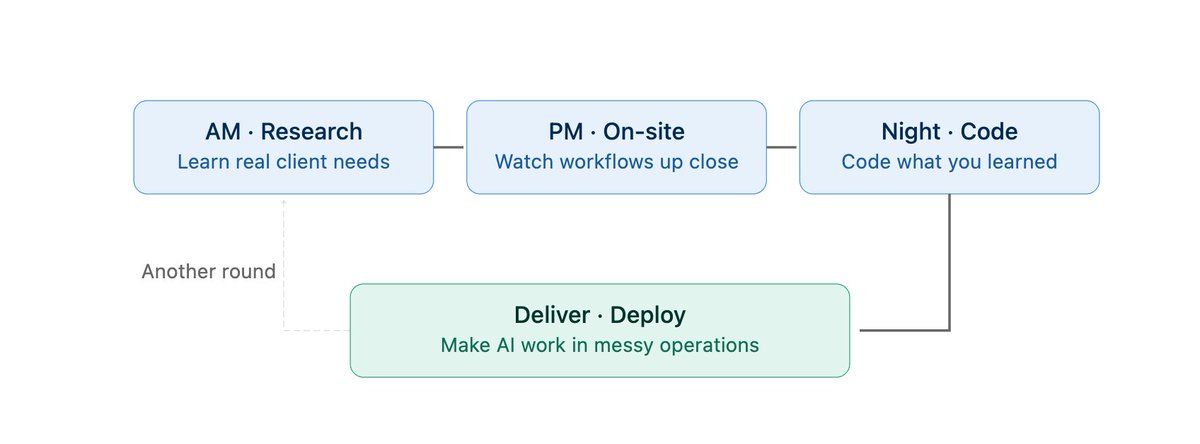 AM · Research
Learn real client needs
PM · On-site
Watch workflows up close
Night · Code
Code what you learned
Another round
Deliver · Deploy
Make AI work in messy operations